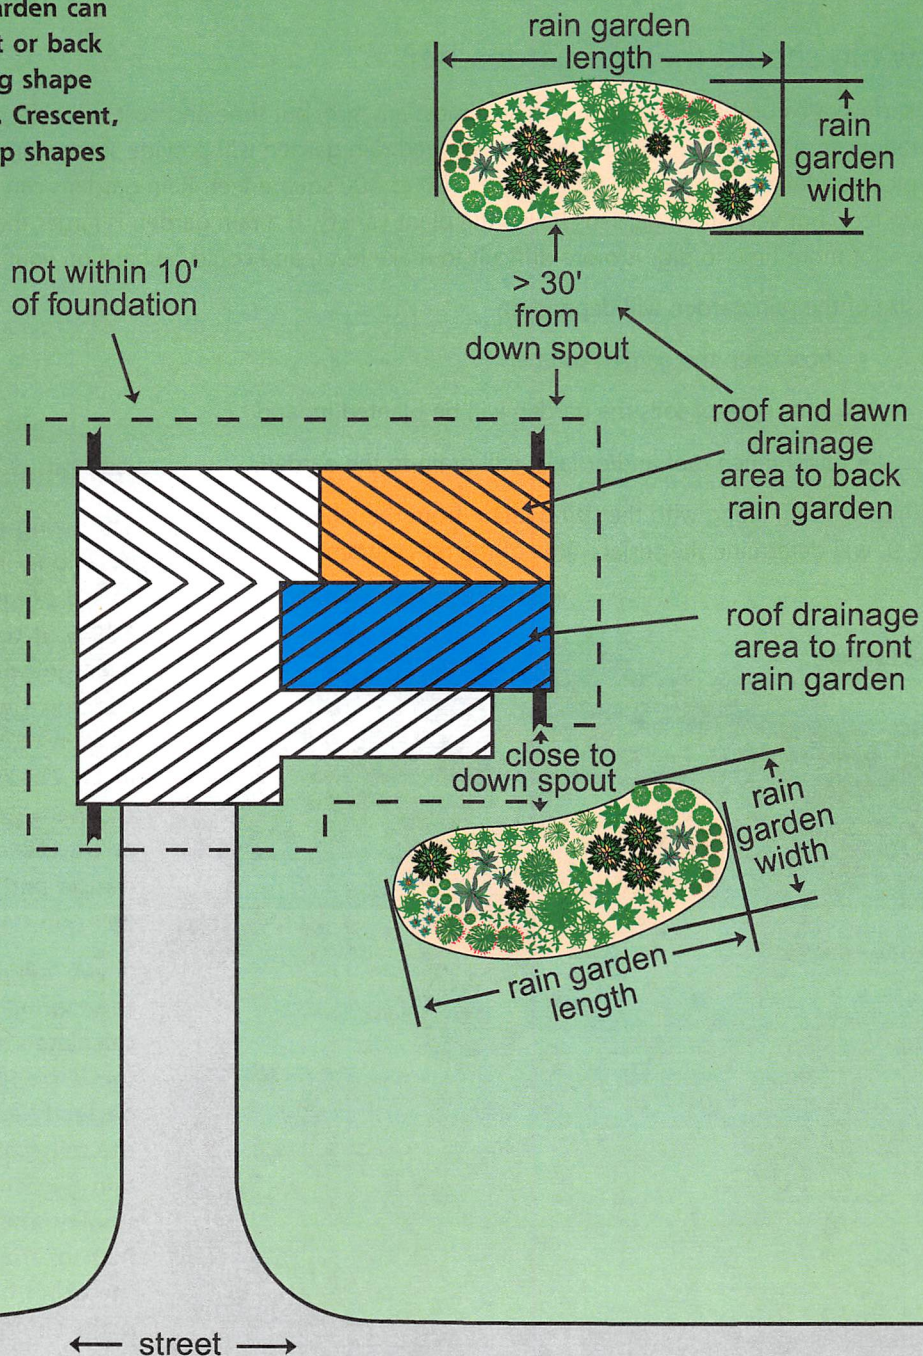 arden can
or back
g shape
Crescent,
p shapes
rain garden
length
rain
garden
width
not within 10'
of foundation
> 30'
from
down spout
roof and lawn
drainage
area to back
rain garden
roof drainage
area to front
rain garden
close to
down spout
rain
garden
width
rain garden
length
street